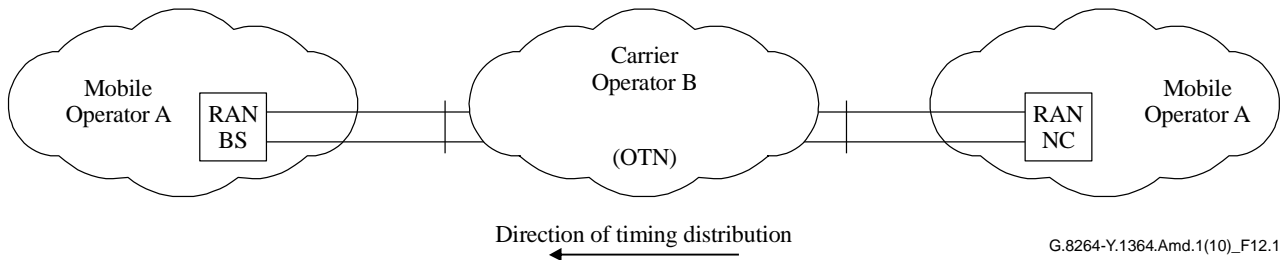 Mobile
Operator A
RAN
BS
Carrier
Operator B
(OTN)
RAN
NC
Mobile
Operator A
Direction of timing distribution
G.8264-Y.1364.Amd.1(10)_F12.1